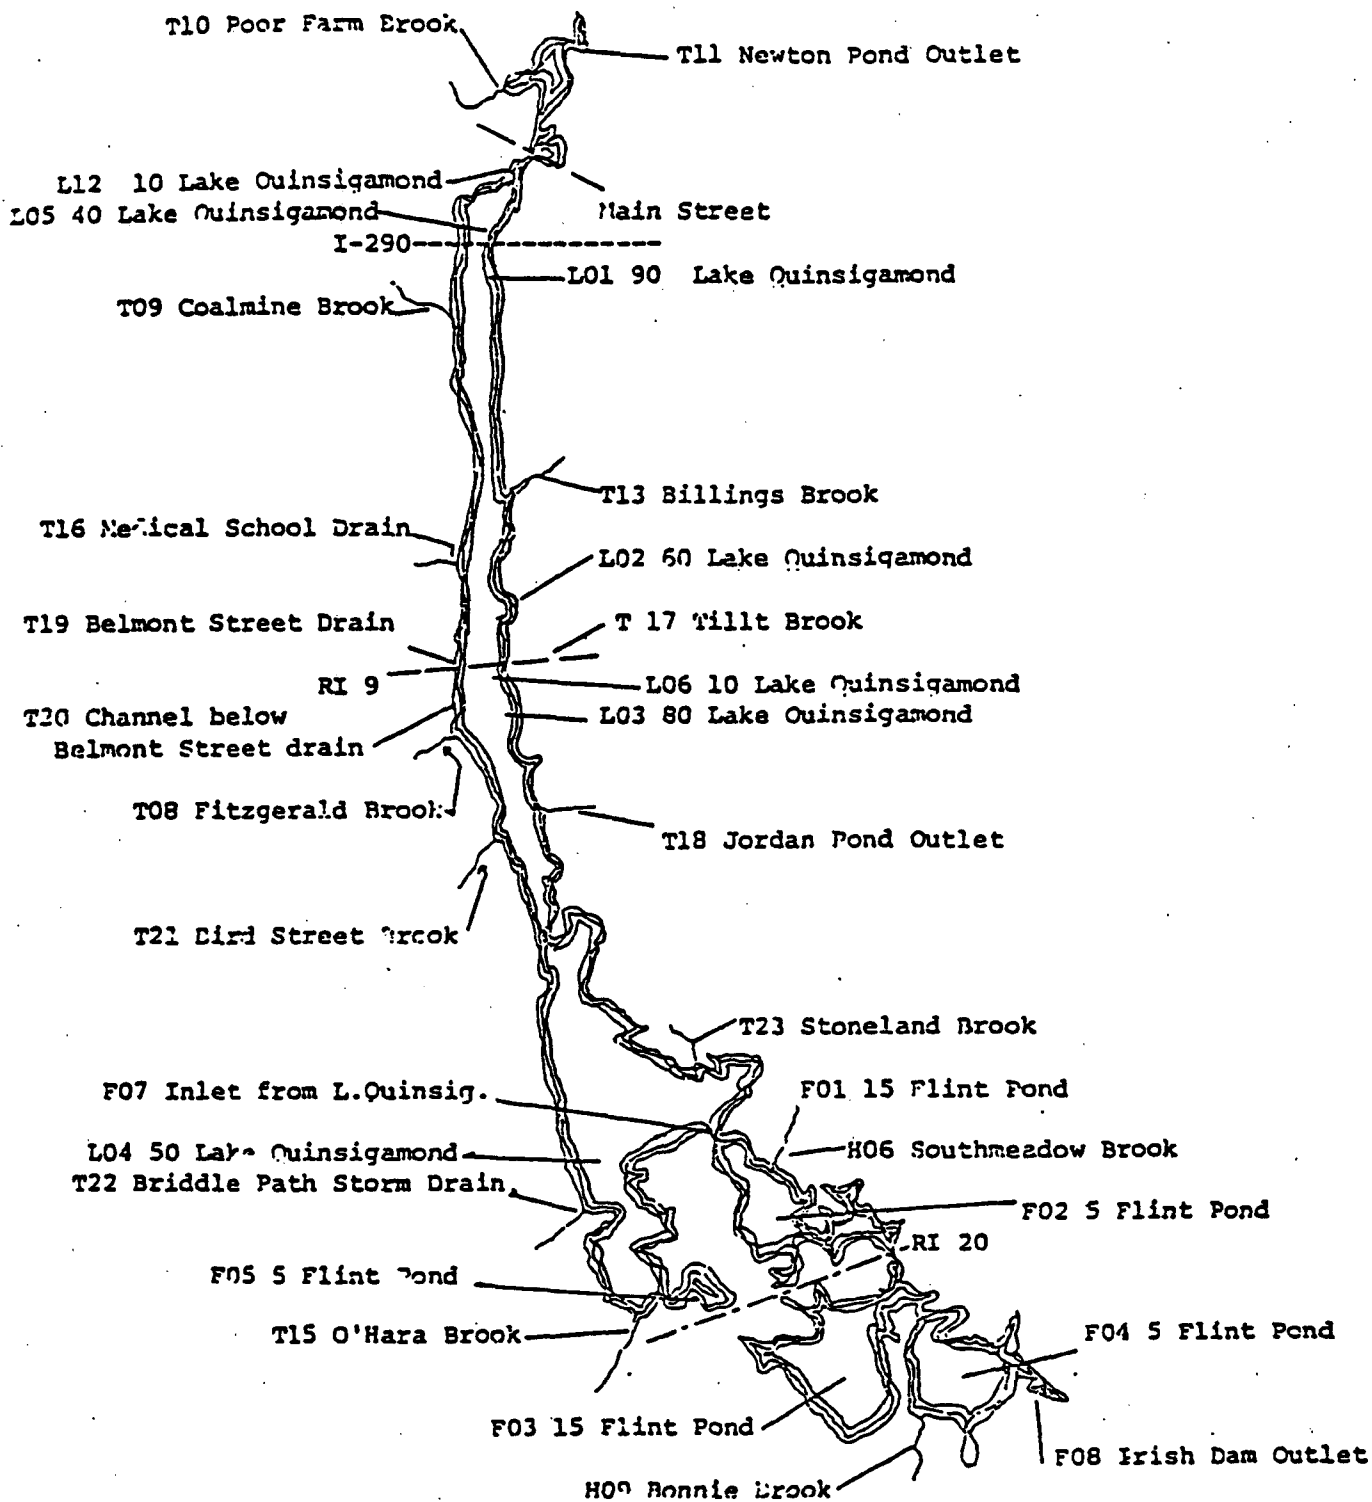 T10 Poor Farm Brook
T11 Newton Pond Outlet
L12 10 Lake Quinsigamond
L05 40 Lake Quinsigamond
Main Street
I-290
L01 90 Lake Quinsigamond
T09 Coalmine Brook
T13 Billings Brook
T16 Medical School Drain
L02 60 Lake Quinsigamond
T19 Belmont Street Drain
T 17 Tillt Brook
RI 9
L06 10 Lake Quinsigamond
T20 Channel below
L03 80 Lake Quinsigamond
Belmont Street drain
T08 Fitzgerald Brook
T18 Jordan Pond Outlet
T21 Bird Street Brook
T23 Stoneland Brook
F07 Inlet from L.Quinsig.
F01 15 Flint Pond
L04 50 Lake Quinsigamond
H06 Southmeadow Brook
T22 Briddle Path Storm Drain
F02 5 Flint Pond
RI 20
F05 5 Flint Pond
T15 O'Hara Brook
F04 5 Flint Pond
F03 15 Flint Pond
F08 Irish Dam Outlet
H09 Bonnie Brook